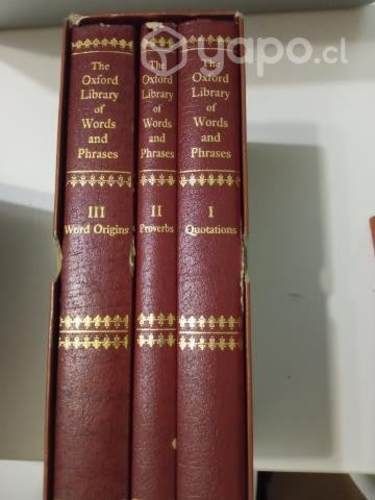 yapo.cl
The
Oxford
Library
of
Words
and
Phrases
III
Word Origins
The
Oxford
Library
of
Words
and
Phrases
II
Proverbs
The
Oxford
Library
of
Words
and
Phrases
I
Quotations